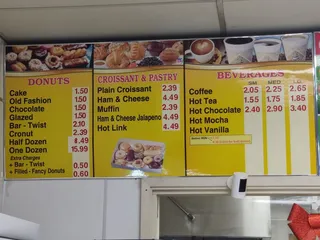 DONUTS
Cake 1.50
Old Fashion 1.50
Chocolate 1.50
Glazed 1.50
Bar - Twist 2.10
Cronut 2.39
Half Dozen 8.49
One Dozen 15.99
Extra Charges
+ Bar - Twist 0.50
+ Filled - Fancy Donuts 0.60
CROISSANT & PASTRY
Plain Croissant 2.39
Ham & Cheese 4.49
Muffin 2.39
Ham & Cheese Jalapeno 4.49
Hot Link 4.49
BEVERAGES
SM MED LG
Coffee 2.05 2.25 2.65
Hot Tea 1.55 1.75 1.85
Hot Chocolate 2.40 2.90 3.40
Hot Mocha
Hot Vanilla